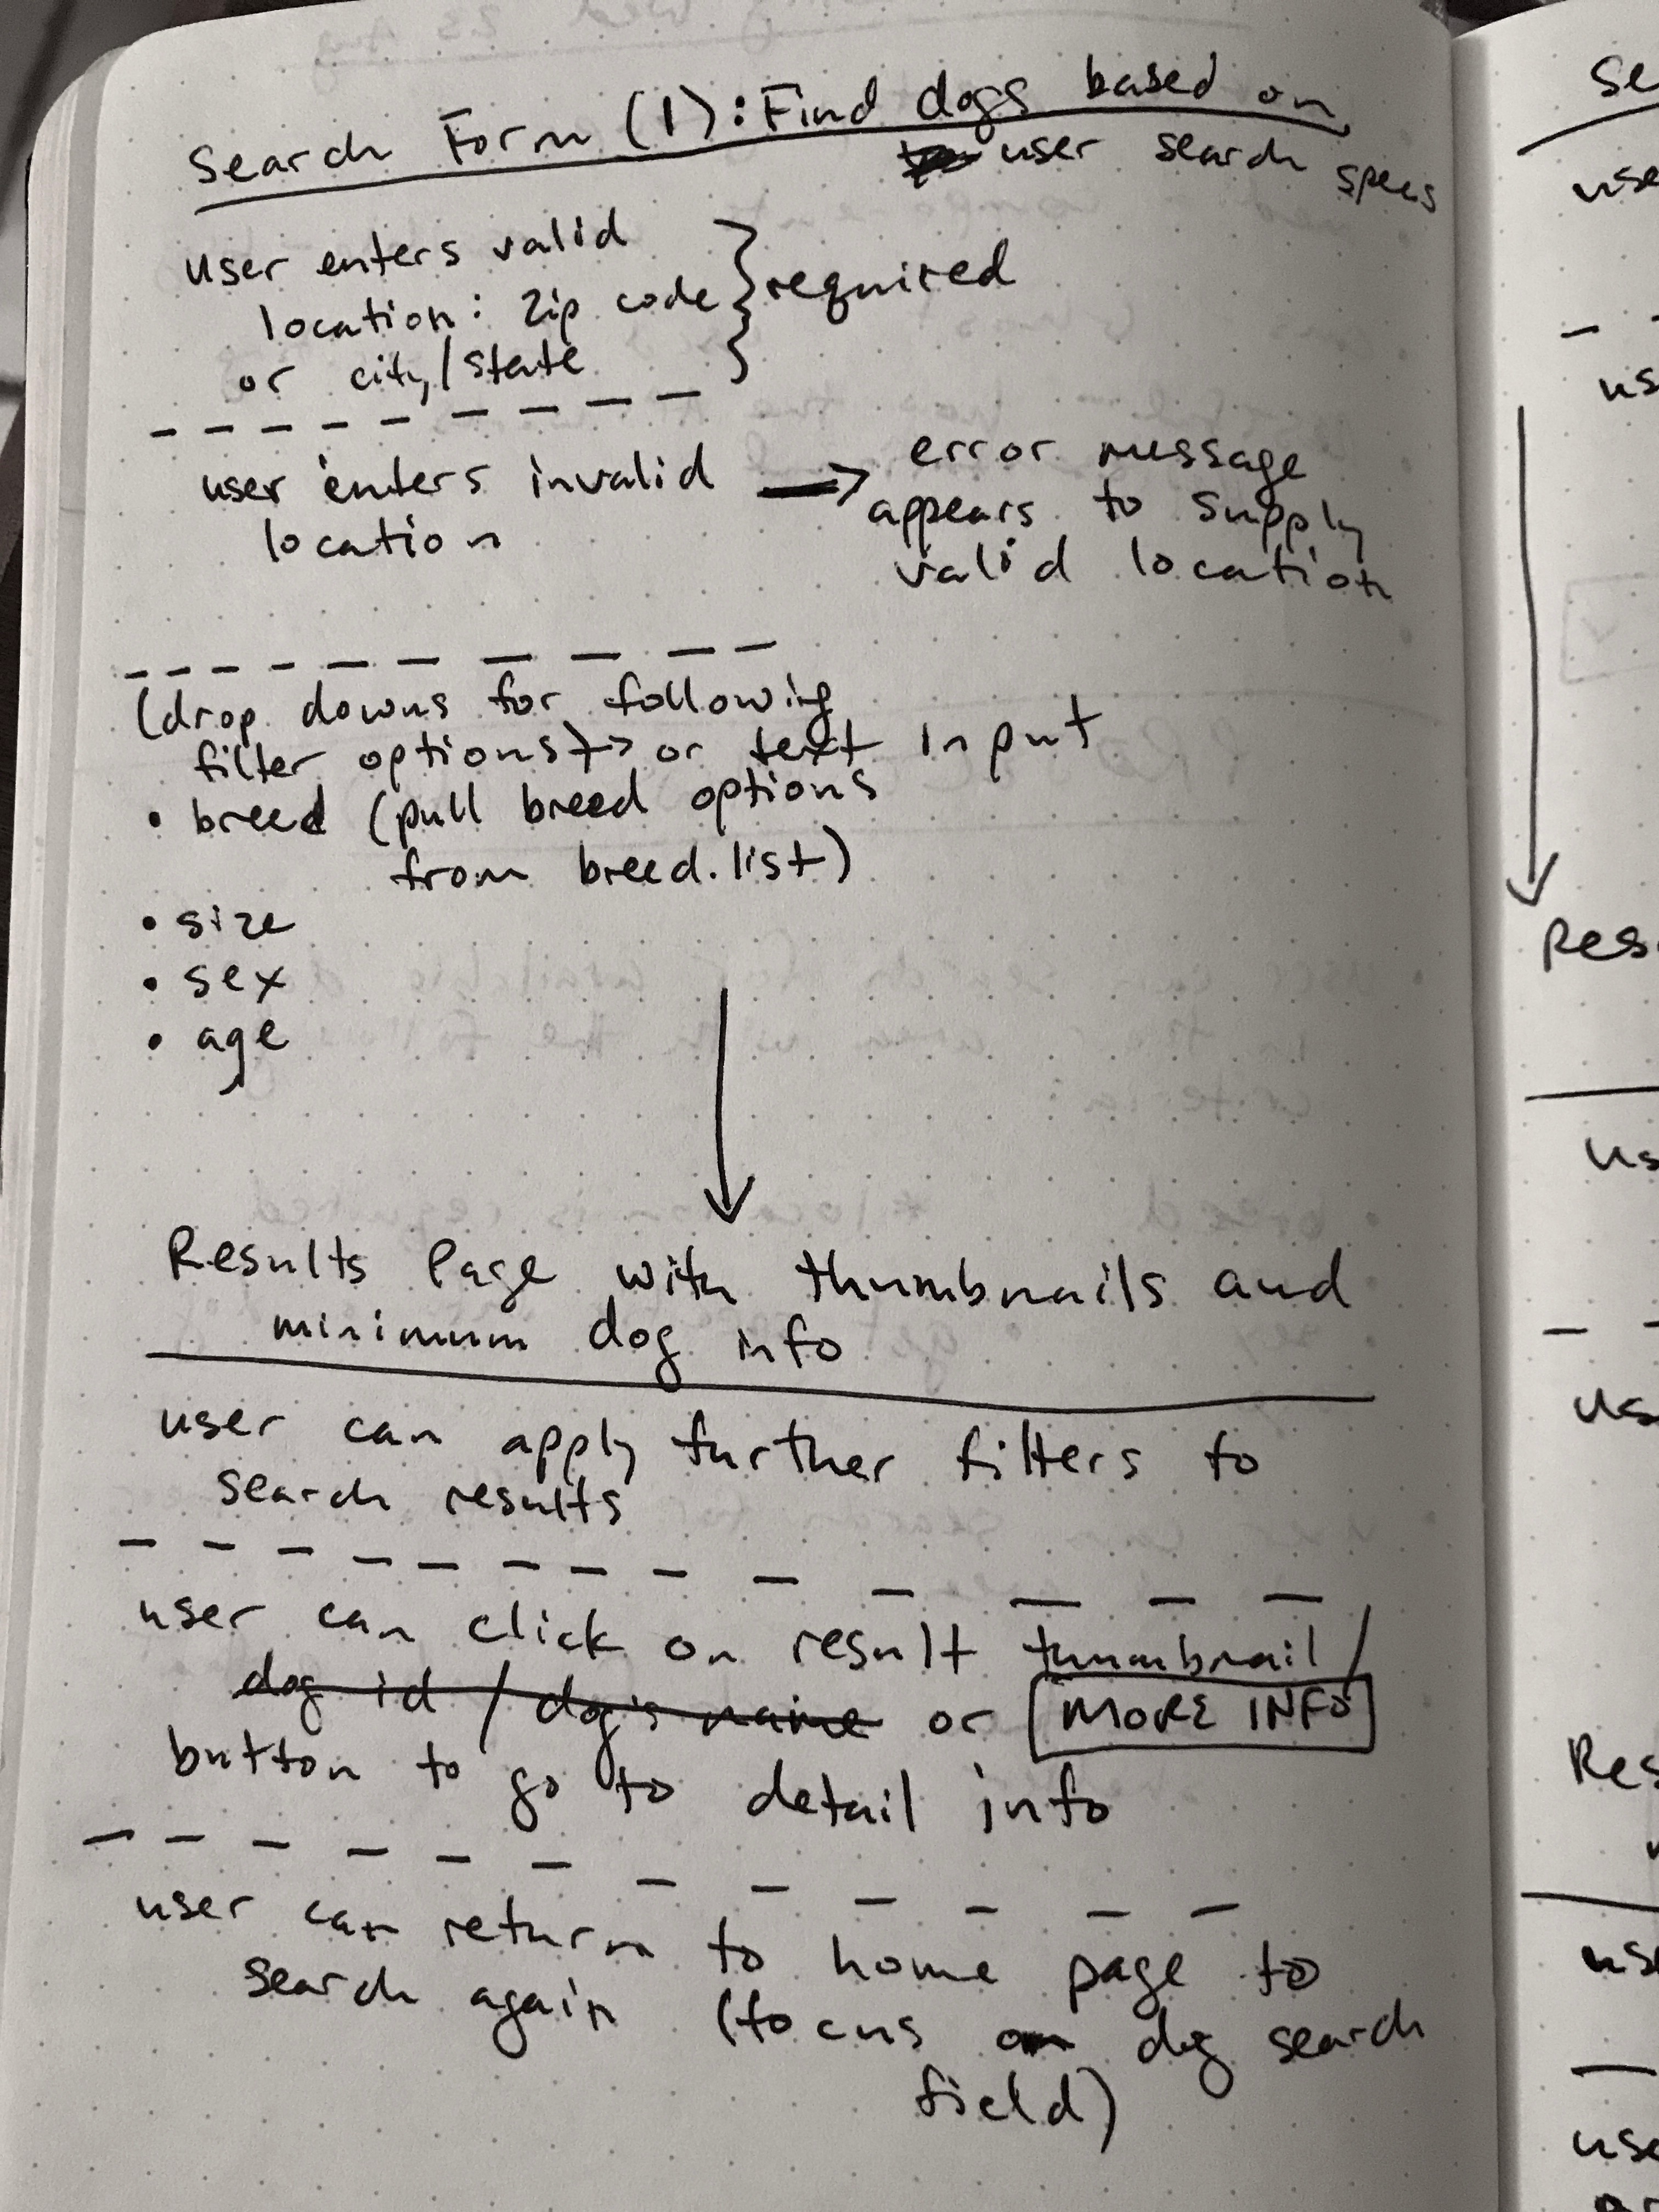 Search Form (1): Find dogs based on
user search specs
user enters valid
location: zip code } required
or city/state
user enters invalid → error message
location appears to supply
valid location
(drop downs for following
filter options) → or text input
• breed (pull breed options
from breed.list)
• size
• sex
• age
Results Page with thumbnails and
minimum dog info
user can apply further filters to
search results
user can click on result thumbnail/
dog id / dog's name or MORE INFO
button to go to detail info
user can return to home page to
search again (focus on dog search
field)
Se
use
us
Res
us
us
Res
use
use